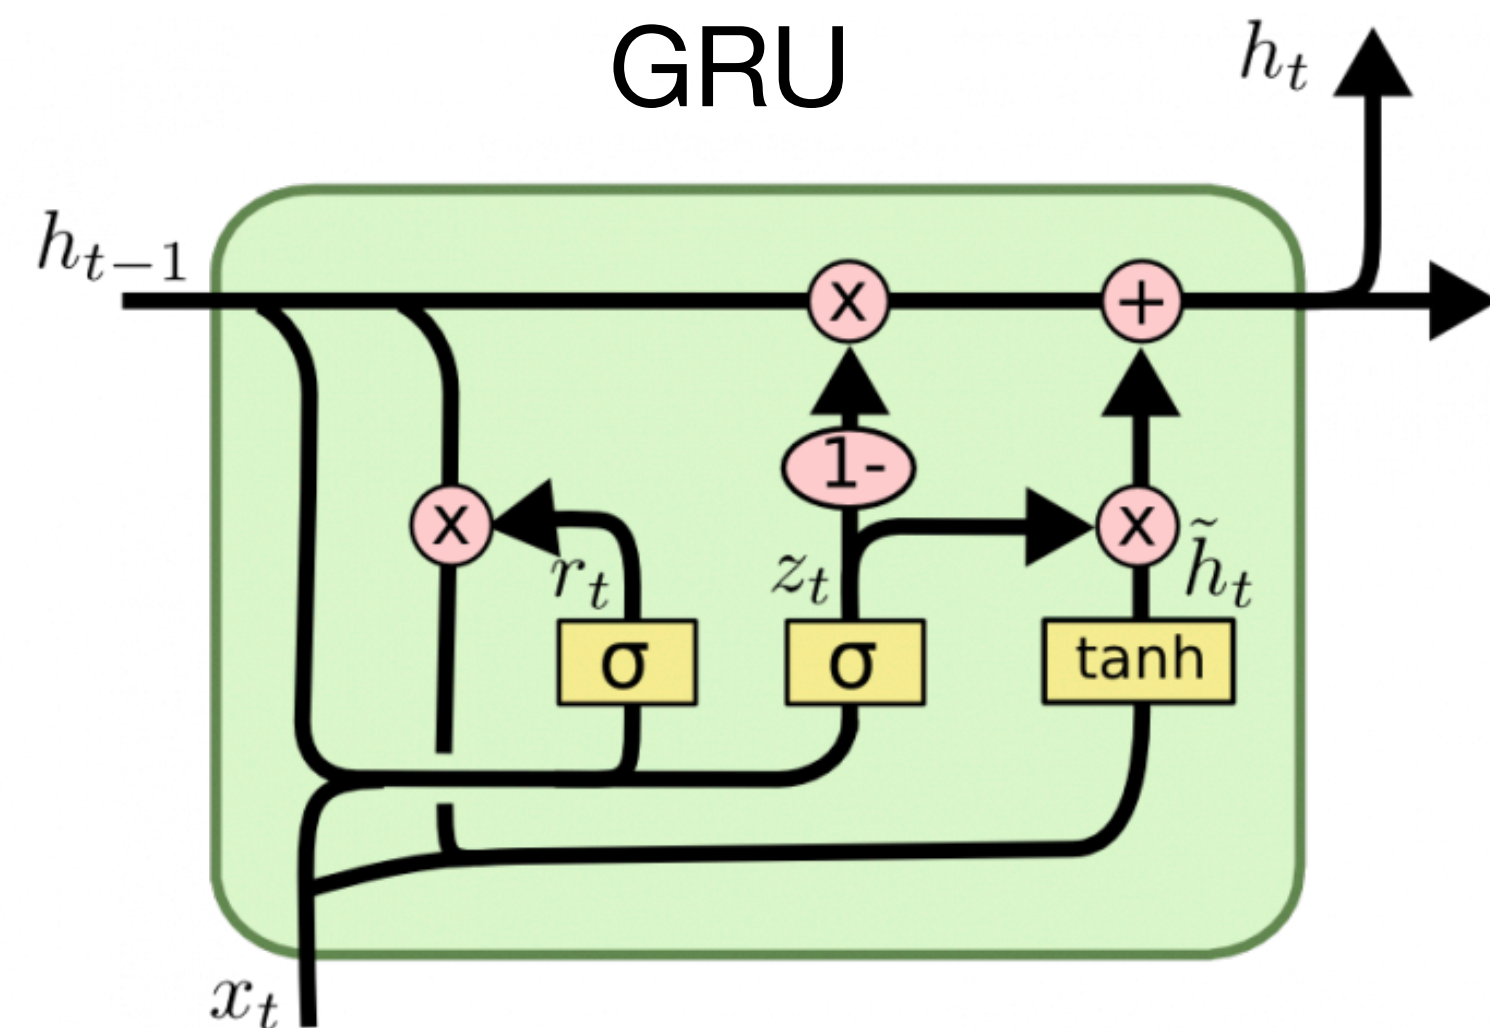 GRU
h_t
h_{t-1}
x
+
1-
x
r_t
z_t
x
h̃_t
σ
σ
tanh
x_t